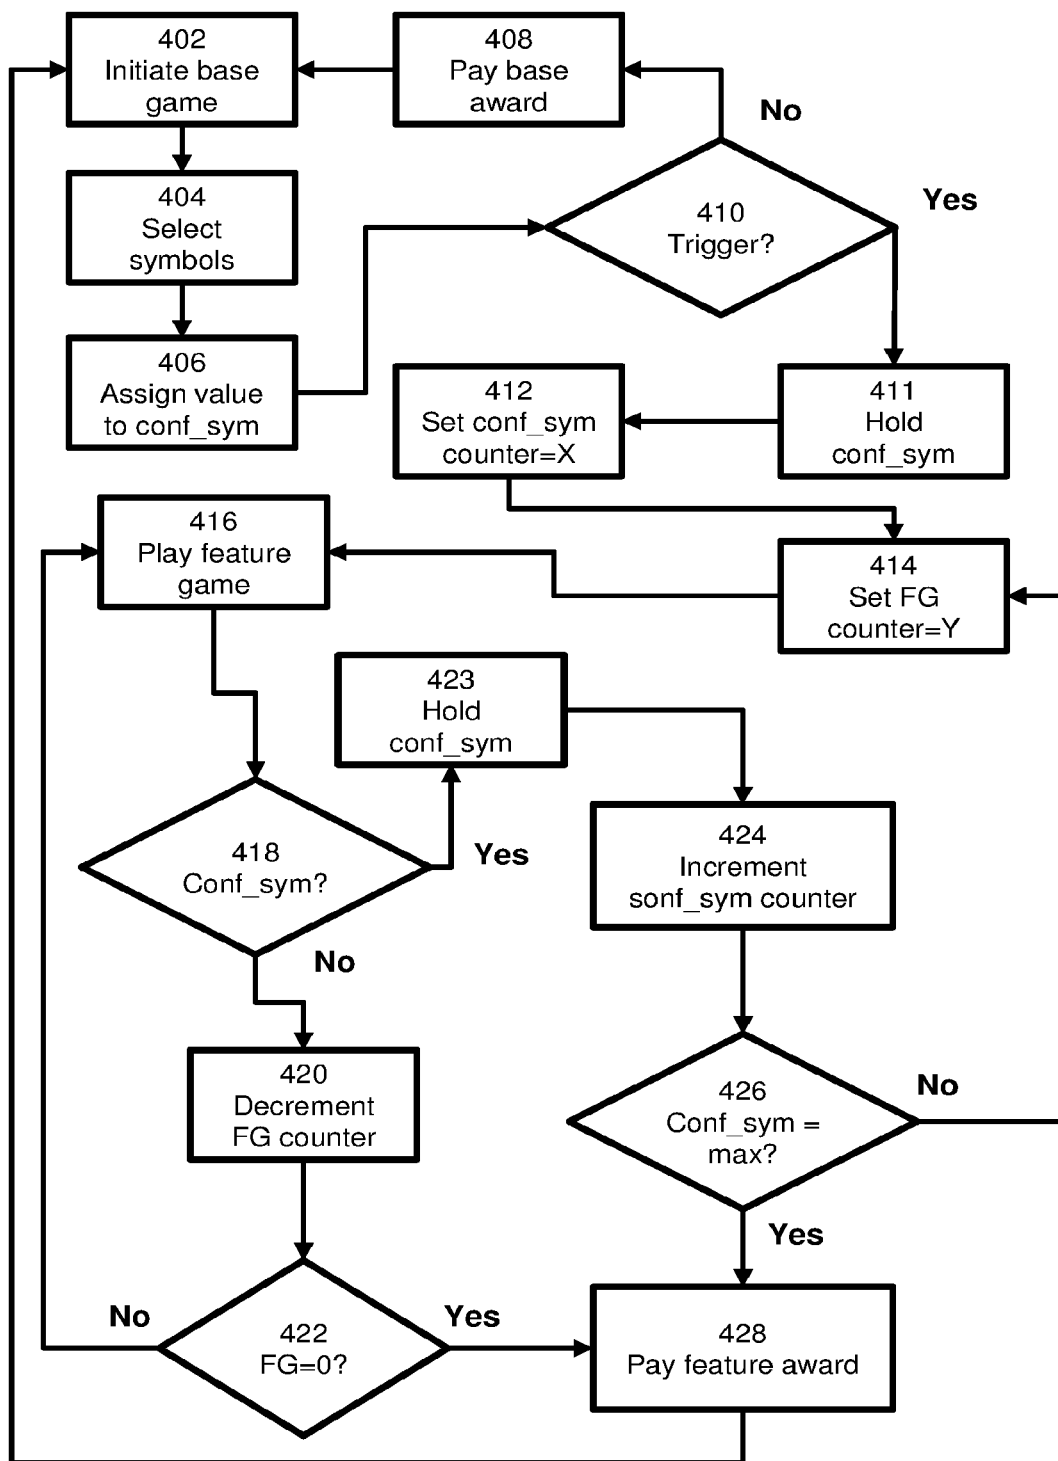 402
Initiate base
game
408
Pay base
award
No
404
Select
symbols
410
Trigger?
Yes
406
Assign value
to conf_sym
412
Set conf_sym
counter=X
411
Hold
conf_sym
416
Play feature
game
414
Set FG
counter=Y
423
Hold
conf_sym
418
Conf_sym?
Yes
424
Increment
sonf_sym counter
No
420
Decrement
FG counter
426
Conf_sym =
max?
No
Yes
No
422
FG=0?
Yes
428
Pay feature award